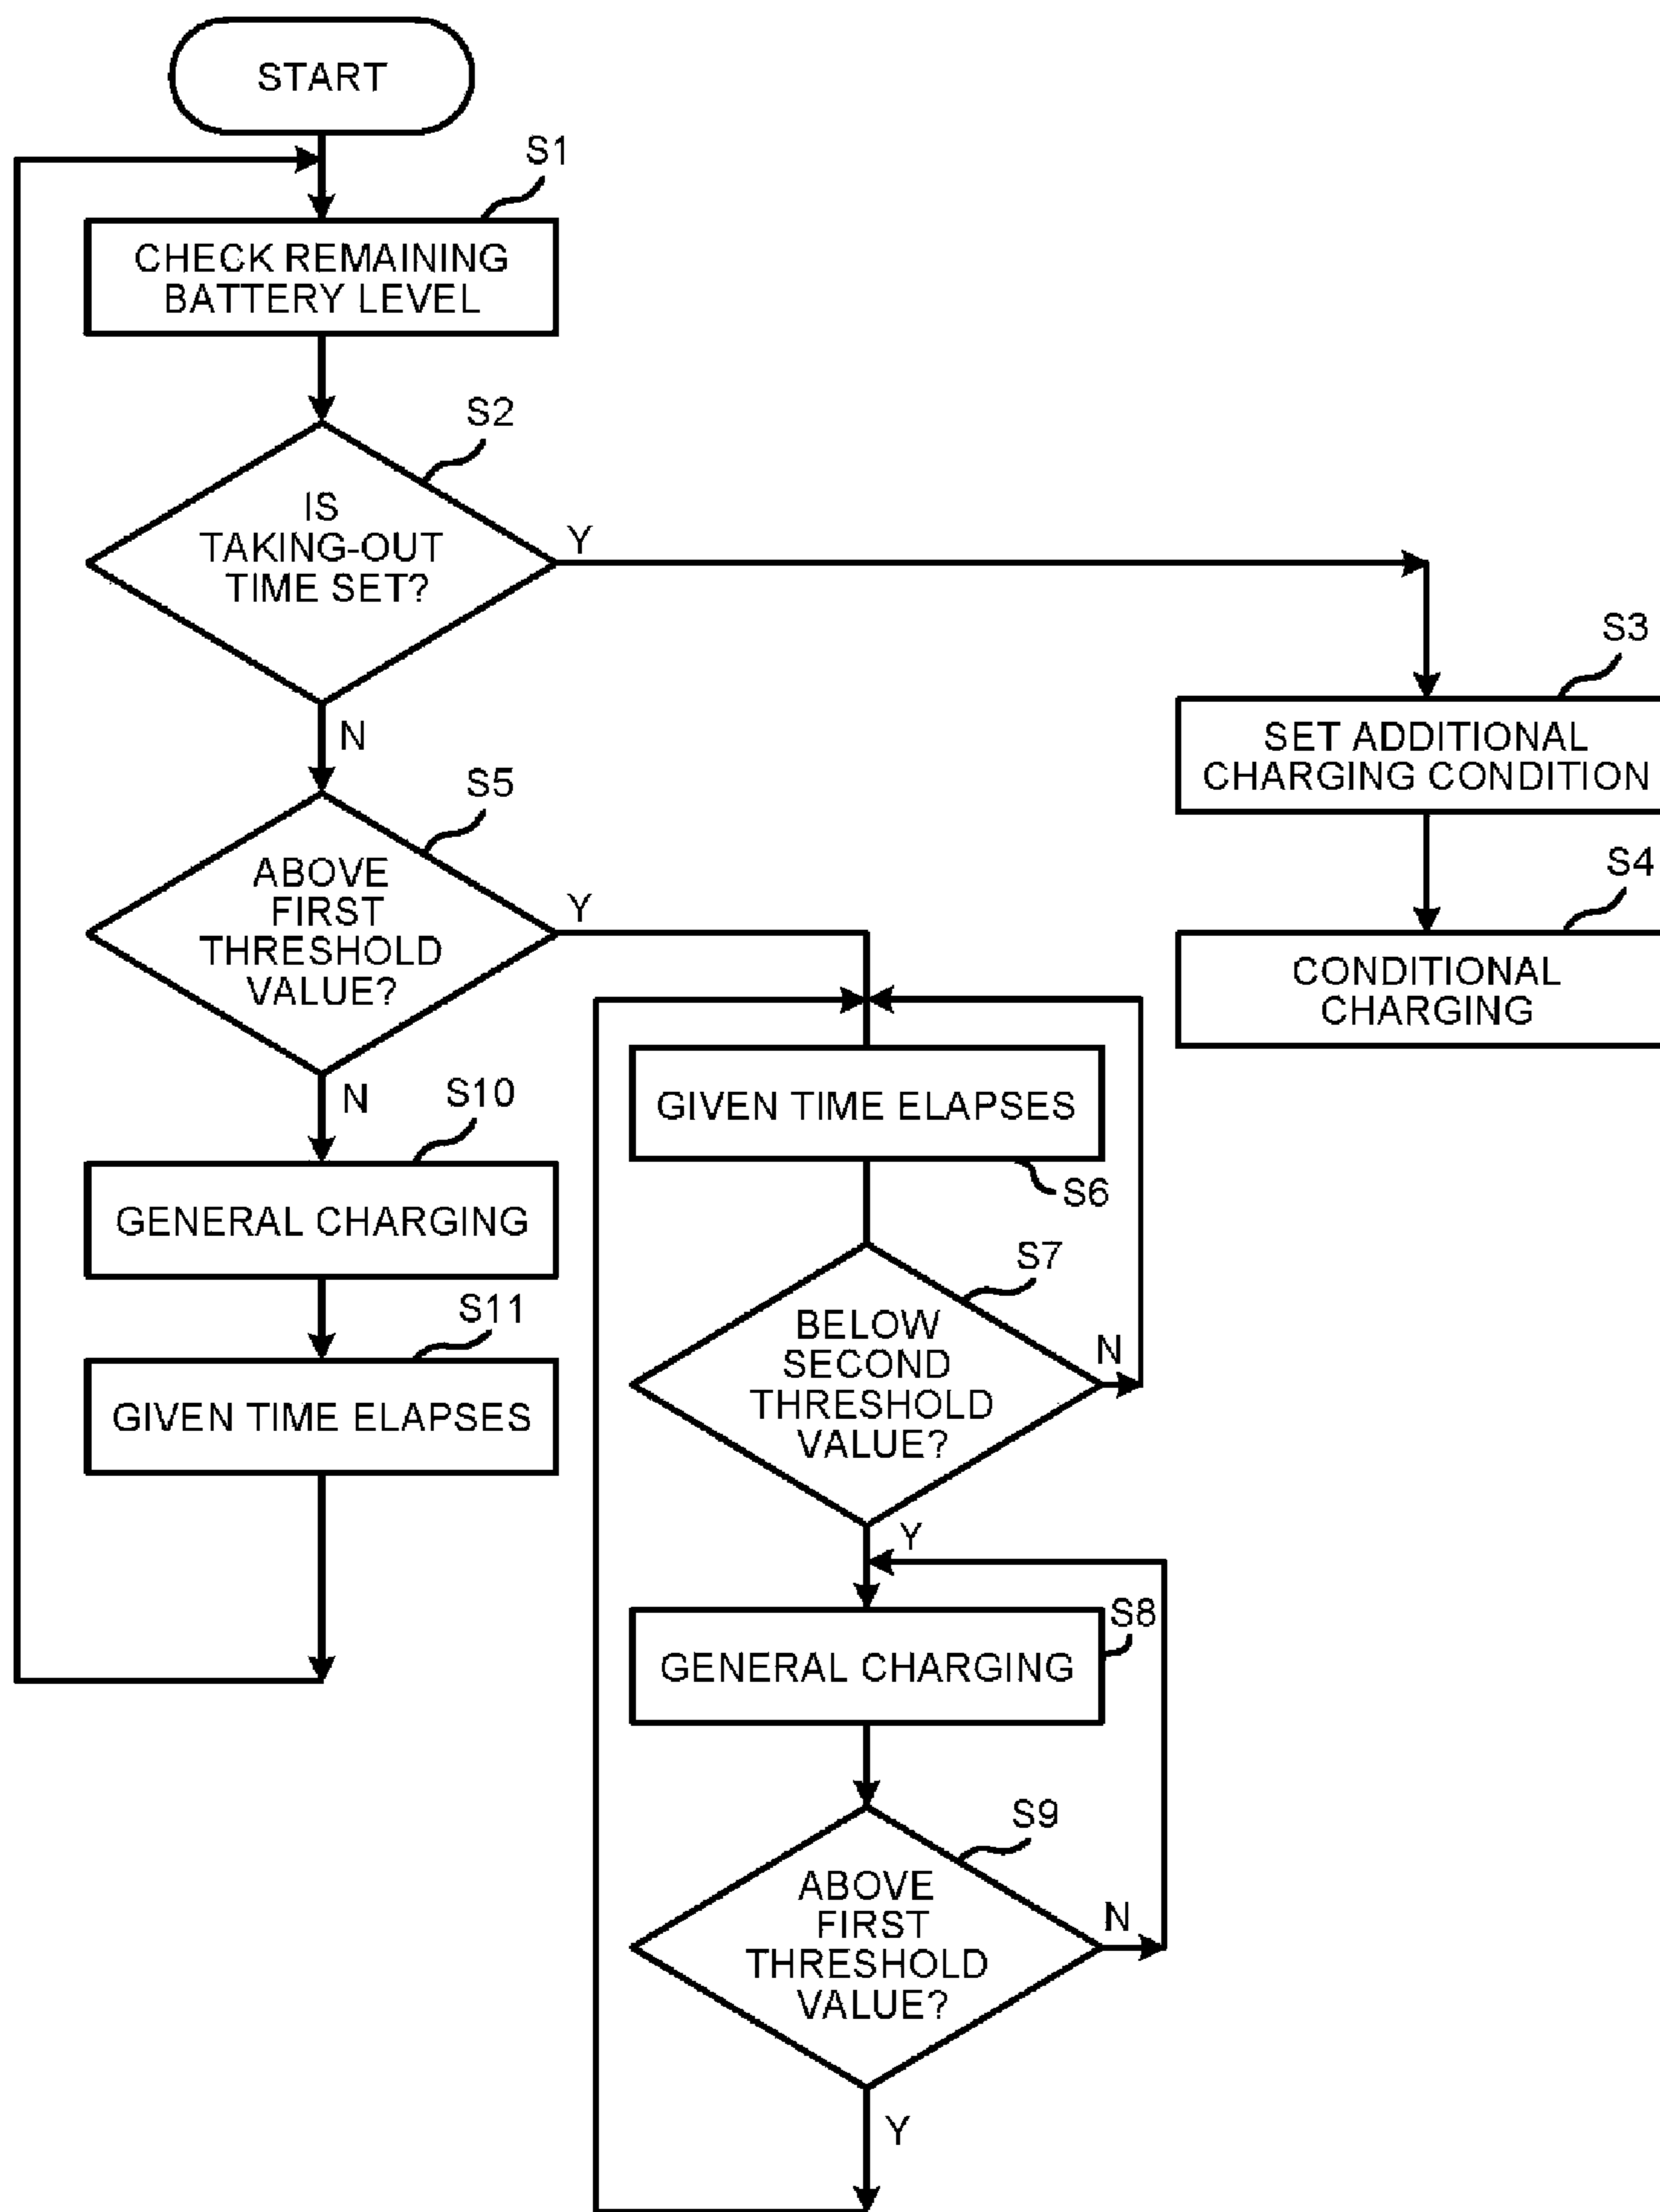 START
S1
CHECK REMAINING
BATTERY LEVEL
S2
IS
TAKING-OUT
TIME SET?
Y
N
S3
SET ADDITIONAL
CHARGING CONDITION
S4
CONDITIONAL
CHARGING
S5
ABOVE
FIRST
THRESHOLD
VALUE?
Y
N
GIVEN TIME ELAPSES
S6
S7
BELOW
SECOND
THRESHOLD
VALUE?
N
Y
S8
GENERAL CHARGING
S9
ABOVE
FIRST
THRESHOLD
VALUE?
N
Y
S10
GENERAL CHARGING
S11
GIVEN TIME ELAPSES